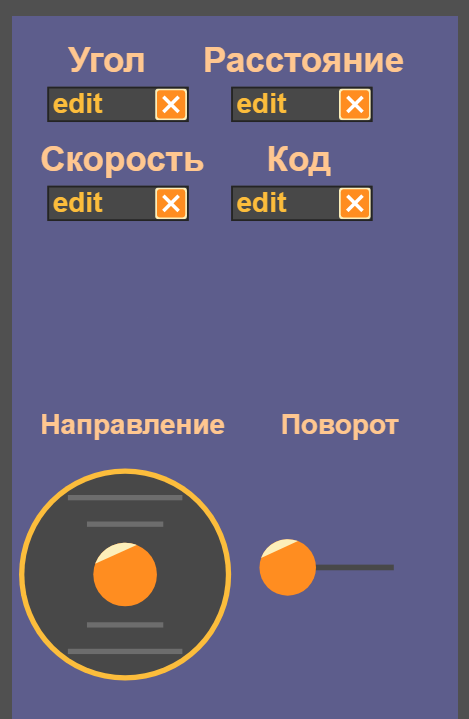 Угол Расстояние
edit edit
Скорость Код
edit edit
Направление Поворот